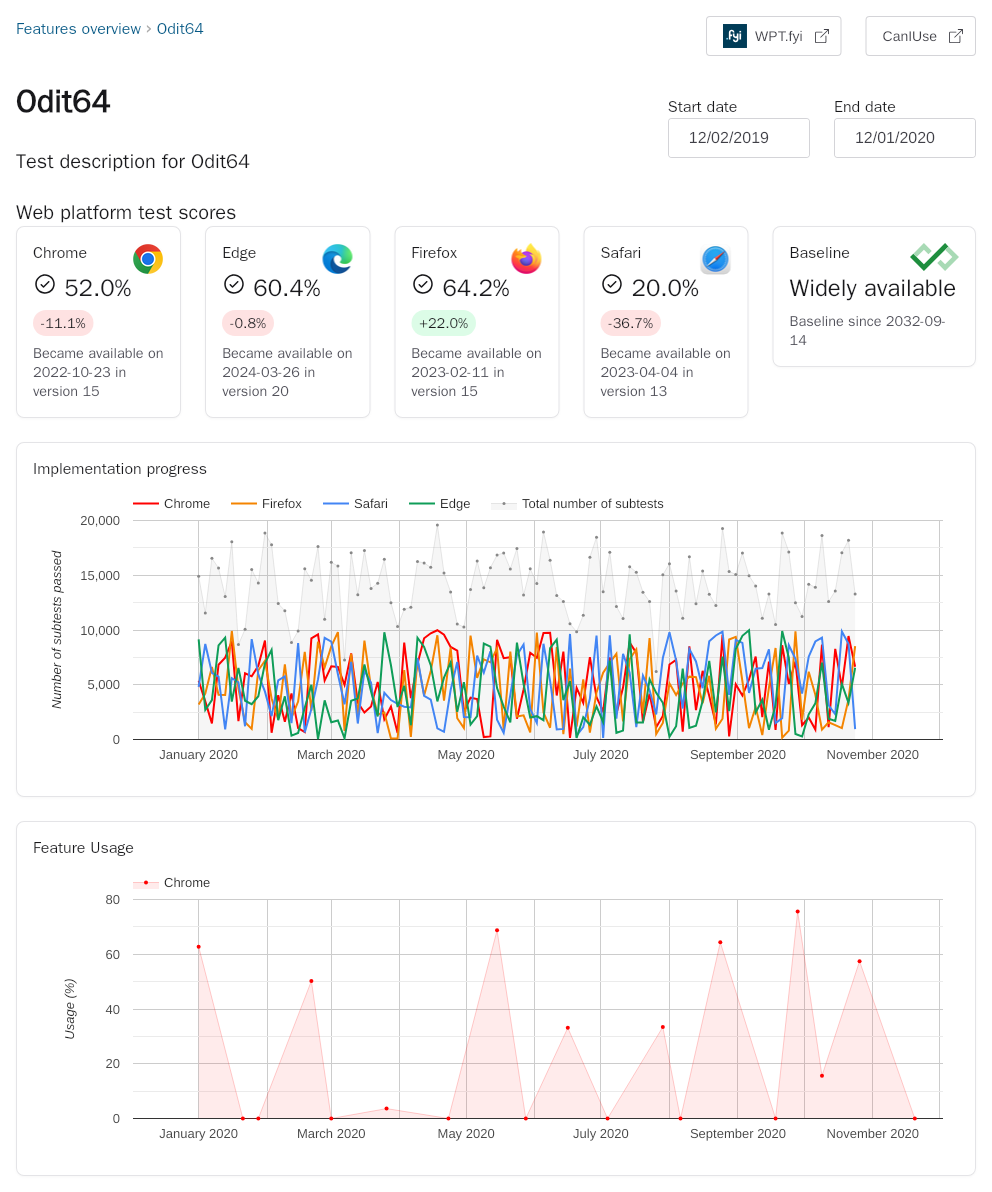 Features overview › Odit64
.fyi WPT.fyi
CanIUse
Odit64
Start date
End date
12/02/2019
12/01/2020
Test description for Odit64
Web platform test scores
Chrome
52.0%
-11.1%
Became available on
2022-10-23 in
version 15
Edge
60.4%
-0.8%
Became available on
2024-03-26 in
version 20
Firefox
64.2%
+22.0%
Became available on
2023-02-11 in
version 15
Safari
20.0%
-36.7%
Became available on
2023-04-04 in
version 13
Baseline
Widely available
Baseline since 2032-09-
14
Implementation progress
Chrome Firefox Safari Edge Total number of subtests
Number of subtests passed
20,000
15,000
10,000
5,000
0
January 2020 March 2020 May 2020 July 2020 September 2020 November 2020
Feature Usage
Chrome
Usage (%)
80
60
40
20
0
January 2020 March 2020 May 2020 July 2020 September 2020 November 2020